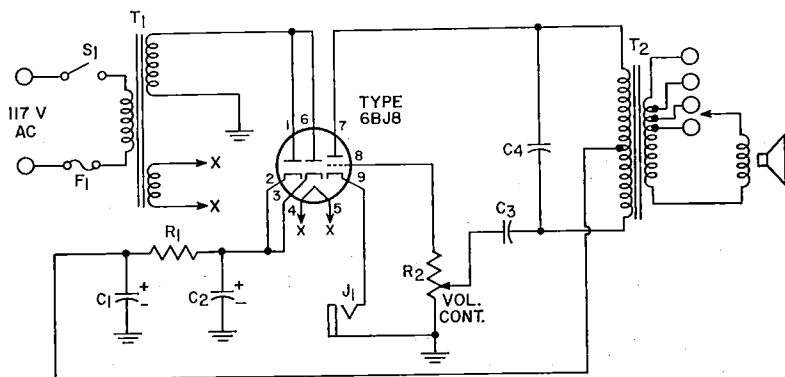 T1
T2
S1
117 V
AC
F1
TYPE
6BJ8
1
6
7
2
3
8
9
4
5
X
X
X
X
C4
C3
R1
C1
+
-
C2
+
-
J1
R2
VOL.
CONT.